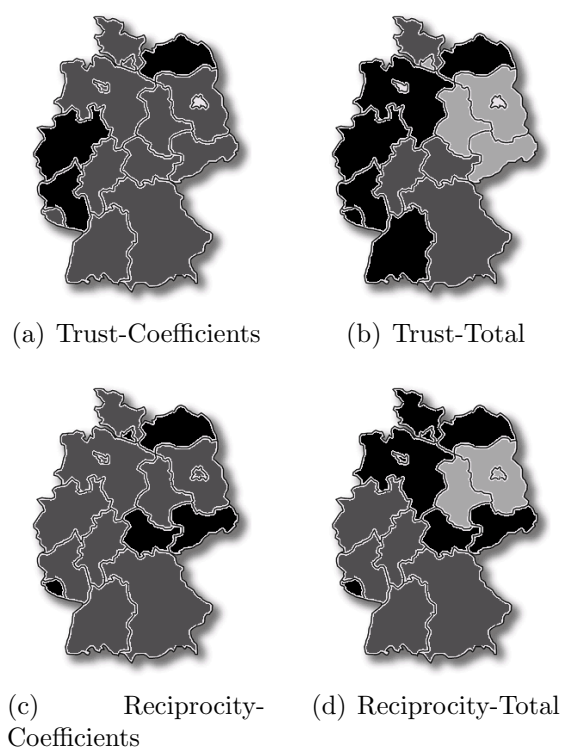 (a) Trust-Coefficients
(b) Trust-Total
(c) Reciprocity-
Coefficients
(d) Reciprocity-Total